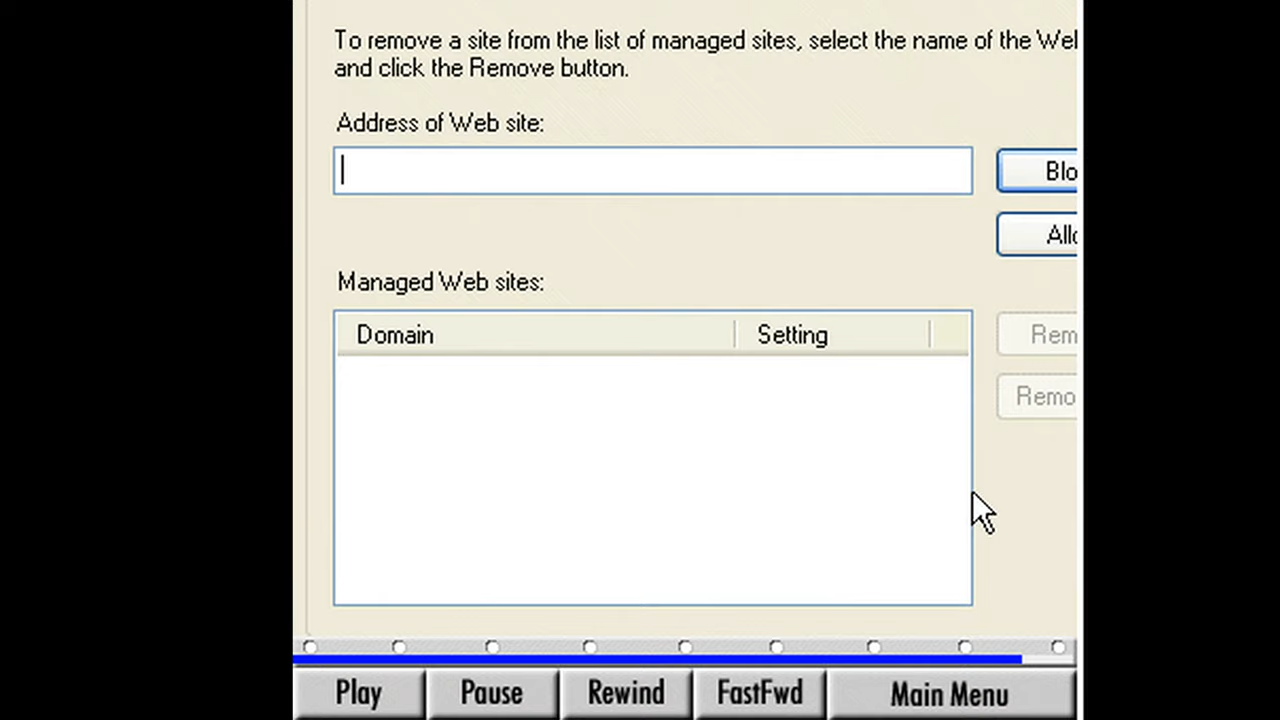 To remove a site from the list of managed sites, select the name of the Web
and click the Remove button.
Address of Web site:
Blo
Allo
Managed Web sites:
Domain Setting
Rem
Remo
Play Pause Rewind FastFwd Main Menu